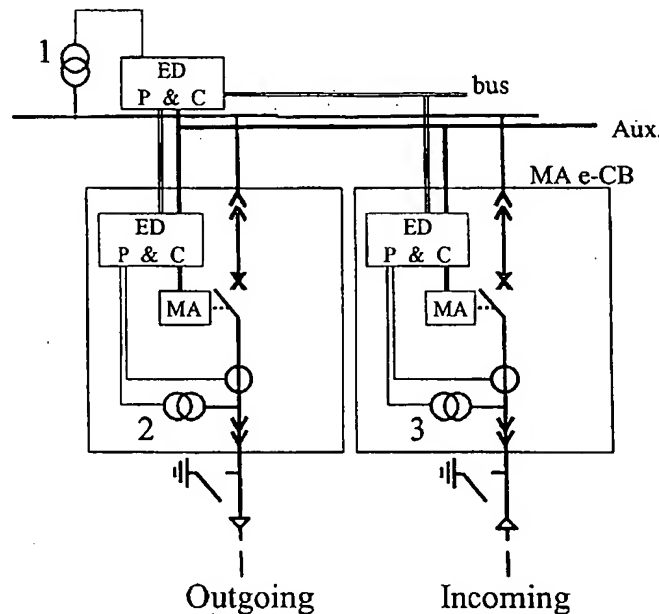 1
ED
P & C
bus
Aux.
MA e-CB
ED
P & C
ED
P & C
MA
MA
2
3
Outgoing
Incoming